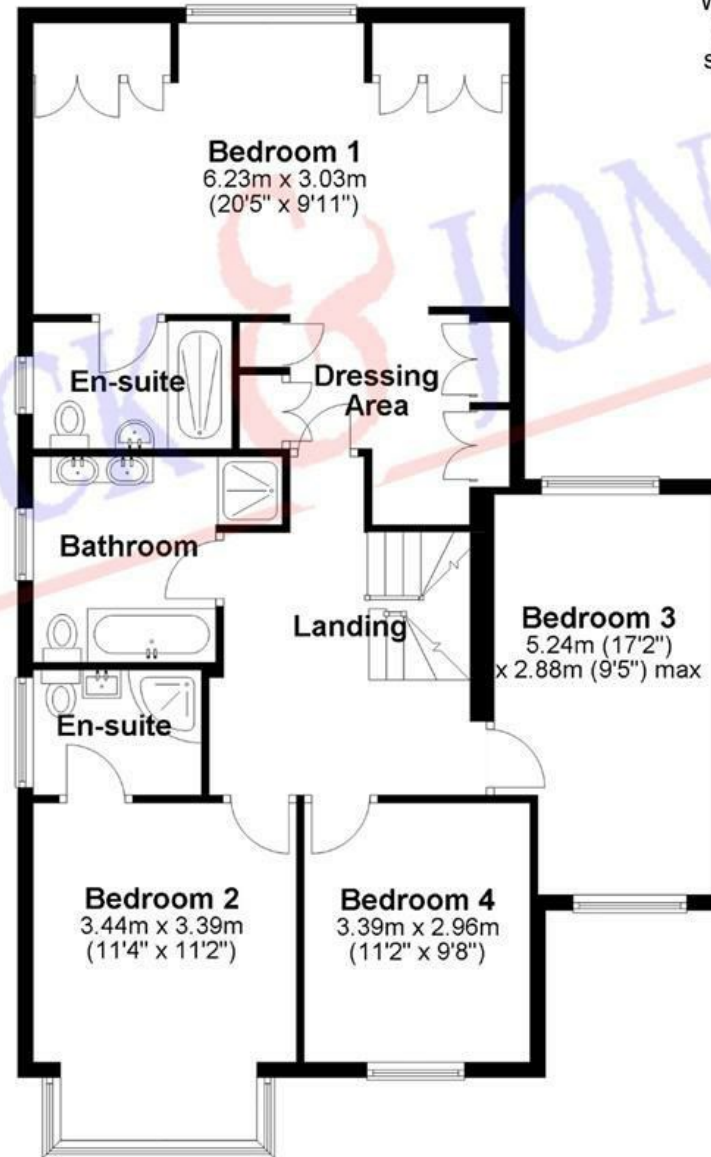 Bedroom 1
6.23m x 3.03m
(20'5" x 9'11")
En-suite
Dressing
Area
Bathroom
Landing
Bedroom 3
5.24m (17'2")
x 2.88m (9'5") max
En-suite
Bedroom 2
3.44m x 3.39m
(11'4" x 11'2")
Bedroom 4
3.39m x 2.96m
(11'2" x 9'8")